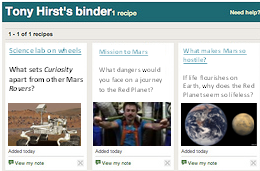 Tony Hirst's binder 1 recipe
Need help?
1 - 1 of 1 recipes
Science lab on wheels
What sets Curiosity
apart from other Mars
Rovers?
Added today
View my note
Mission to Mars
What dangers would
you face on a journey
to the Red Planet?
Added today
View my note
What makes Mars so
hostile?
If life flourishes on
Earth, why does the Red
Planet seem so lifeless?
Added today
View my note